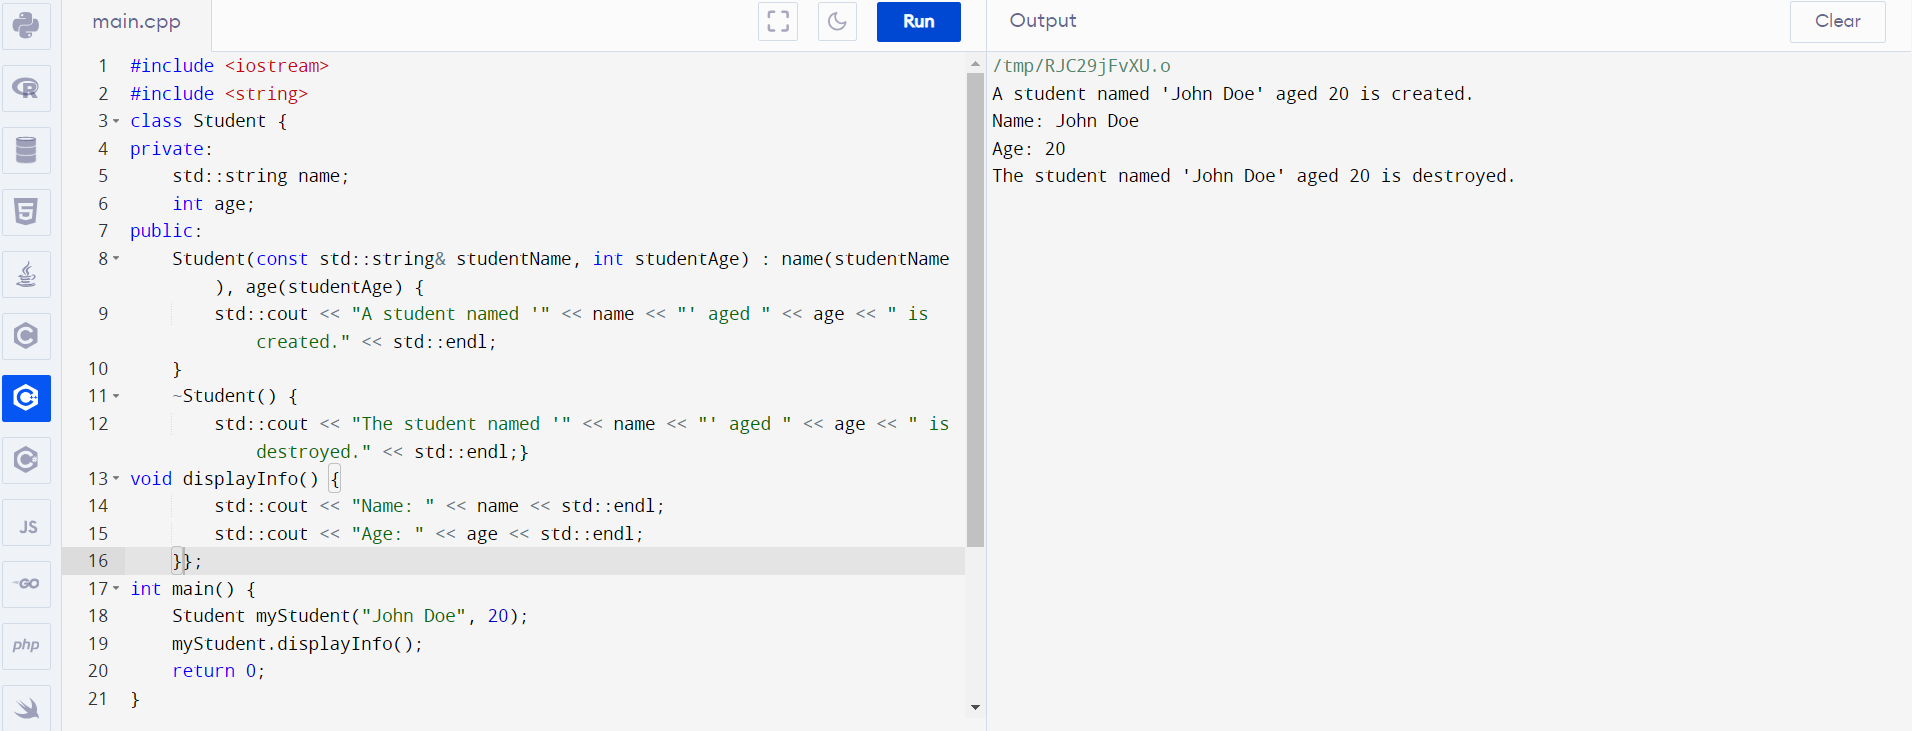 main.cpp
Run
Output
Clear
1 #include <iostream>
2 #include <string>
3 class Student {
4 private:
5     std::string name;
6     int age;
7 public:
8     Student(const std::string& studentName, int studentAge) : name(studentName
        ), age(studentAge) {
9         std::cout << "A student named '" << name << "' aged " << age << " is
            created." << std::endl;
10     }
11     ~Student() {
12         std::cout << "The student named '" << name << "' aged " << age << " is
            destroyed." << std::endl;}
13 void displayInfo() {
14         std::cout << "Name: " << name << std::endl;
15         std::cout << "Age: " << age << std::endl;
16     }};
17 int main() {
18     Student myStudent("John Doe", 20);
19     myStudent.displayInfo();
20     return 0;
21 }
/tmp/RJC29jFvXU.o
A student named 'John Doe' aged 20 is created.
Name: John Doe
Age: 20
The student named 'John Doe' aged 20 is destroyed.
R
5
C
C++
C#
JS
GO
php